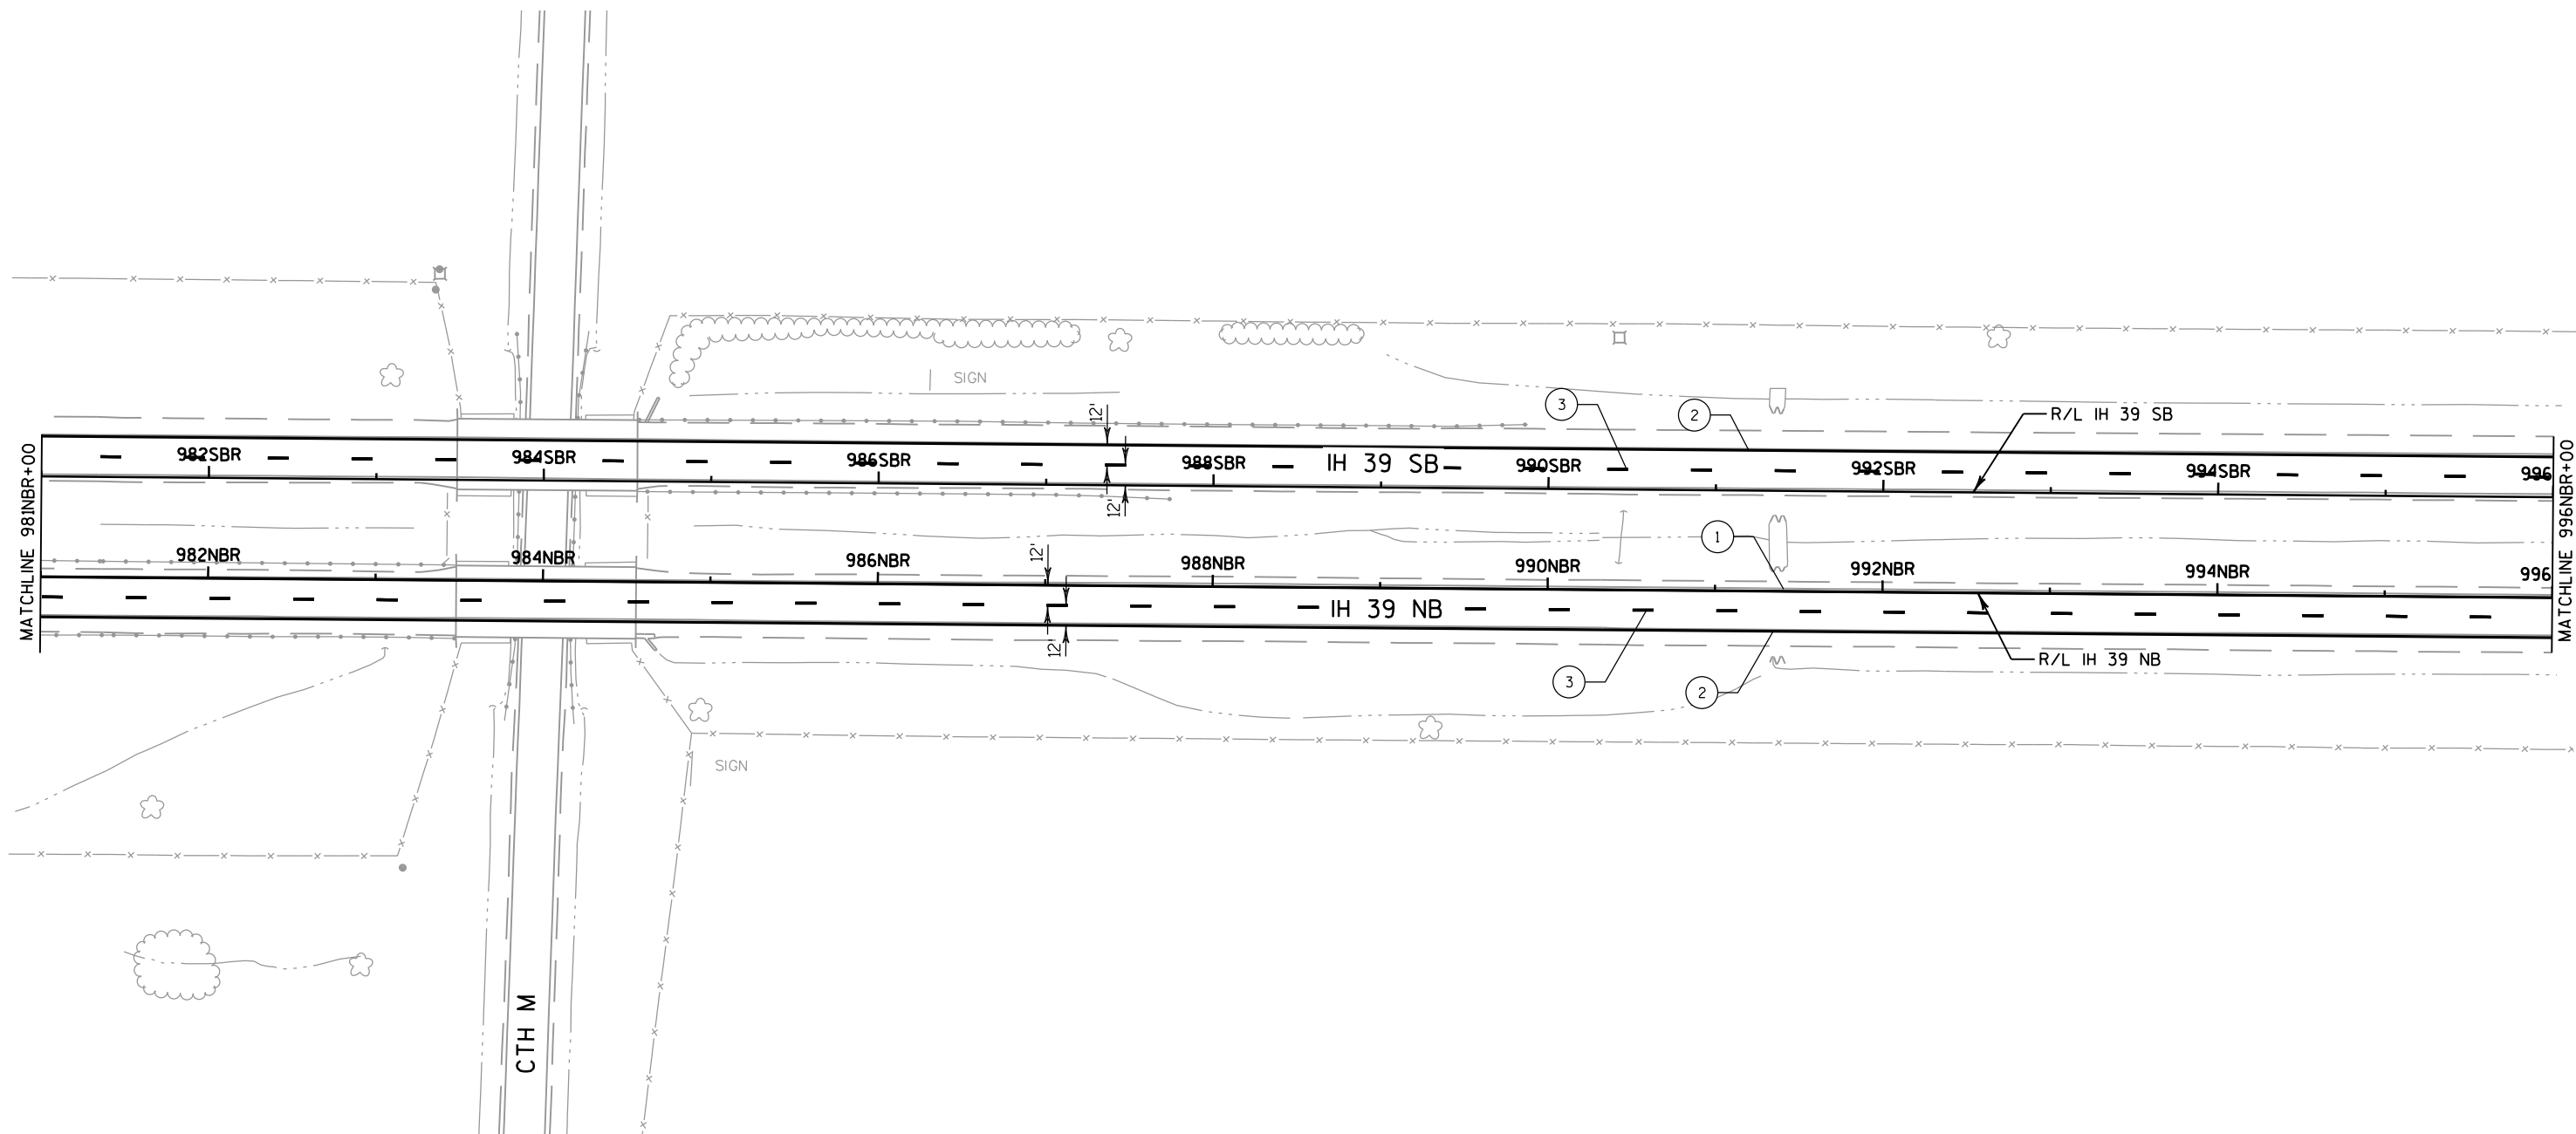 SIGN
12'
3
2
R/L IH 39 SB
MATCHLINE 981NBR+00
982SBR
984SBR
986SBR
988SBR
IH 39 SB
990SBR
992SBR
994SBR
996
MATCHLINE 996NBR+00
12'
1
982NBR
984NBR
986NBR
12'
988NBR
990NBR
992NBR
994NBR
996
IH 39 NB
12'
R/L IH 39 NB
3
2
SIGN
CTH M